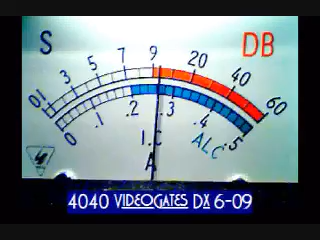 S DB
01 3 5 7 9 20 40 60
0 .1 .2 .3 .4 .5
I.C ALC
A
4040 VIDEOGATES DX 6-09